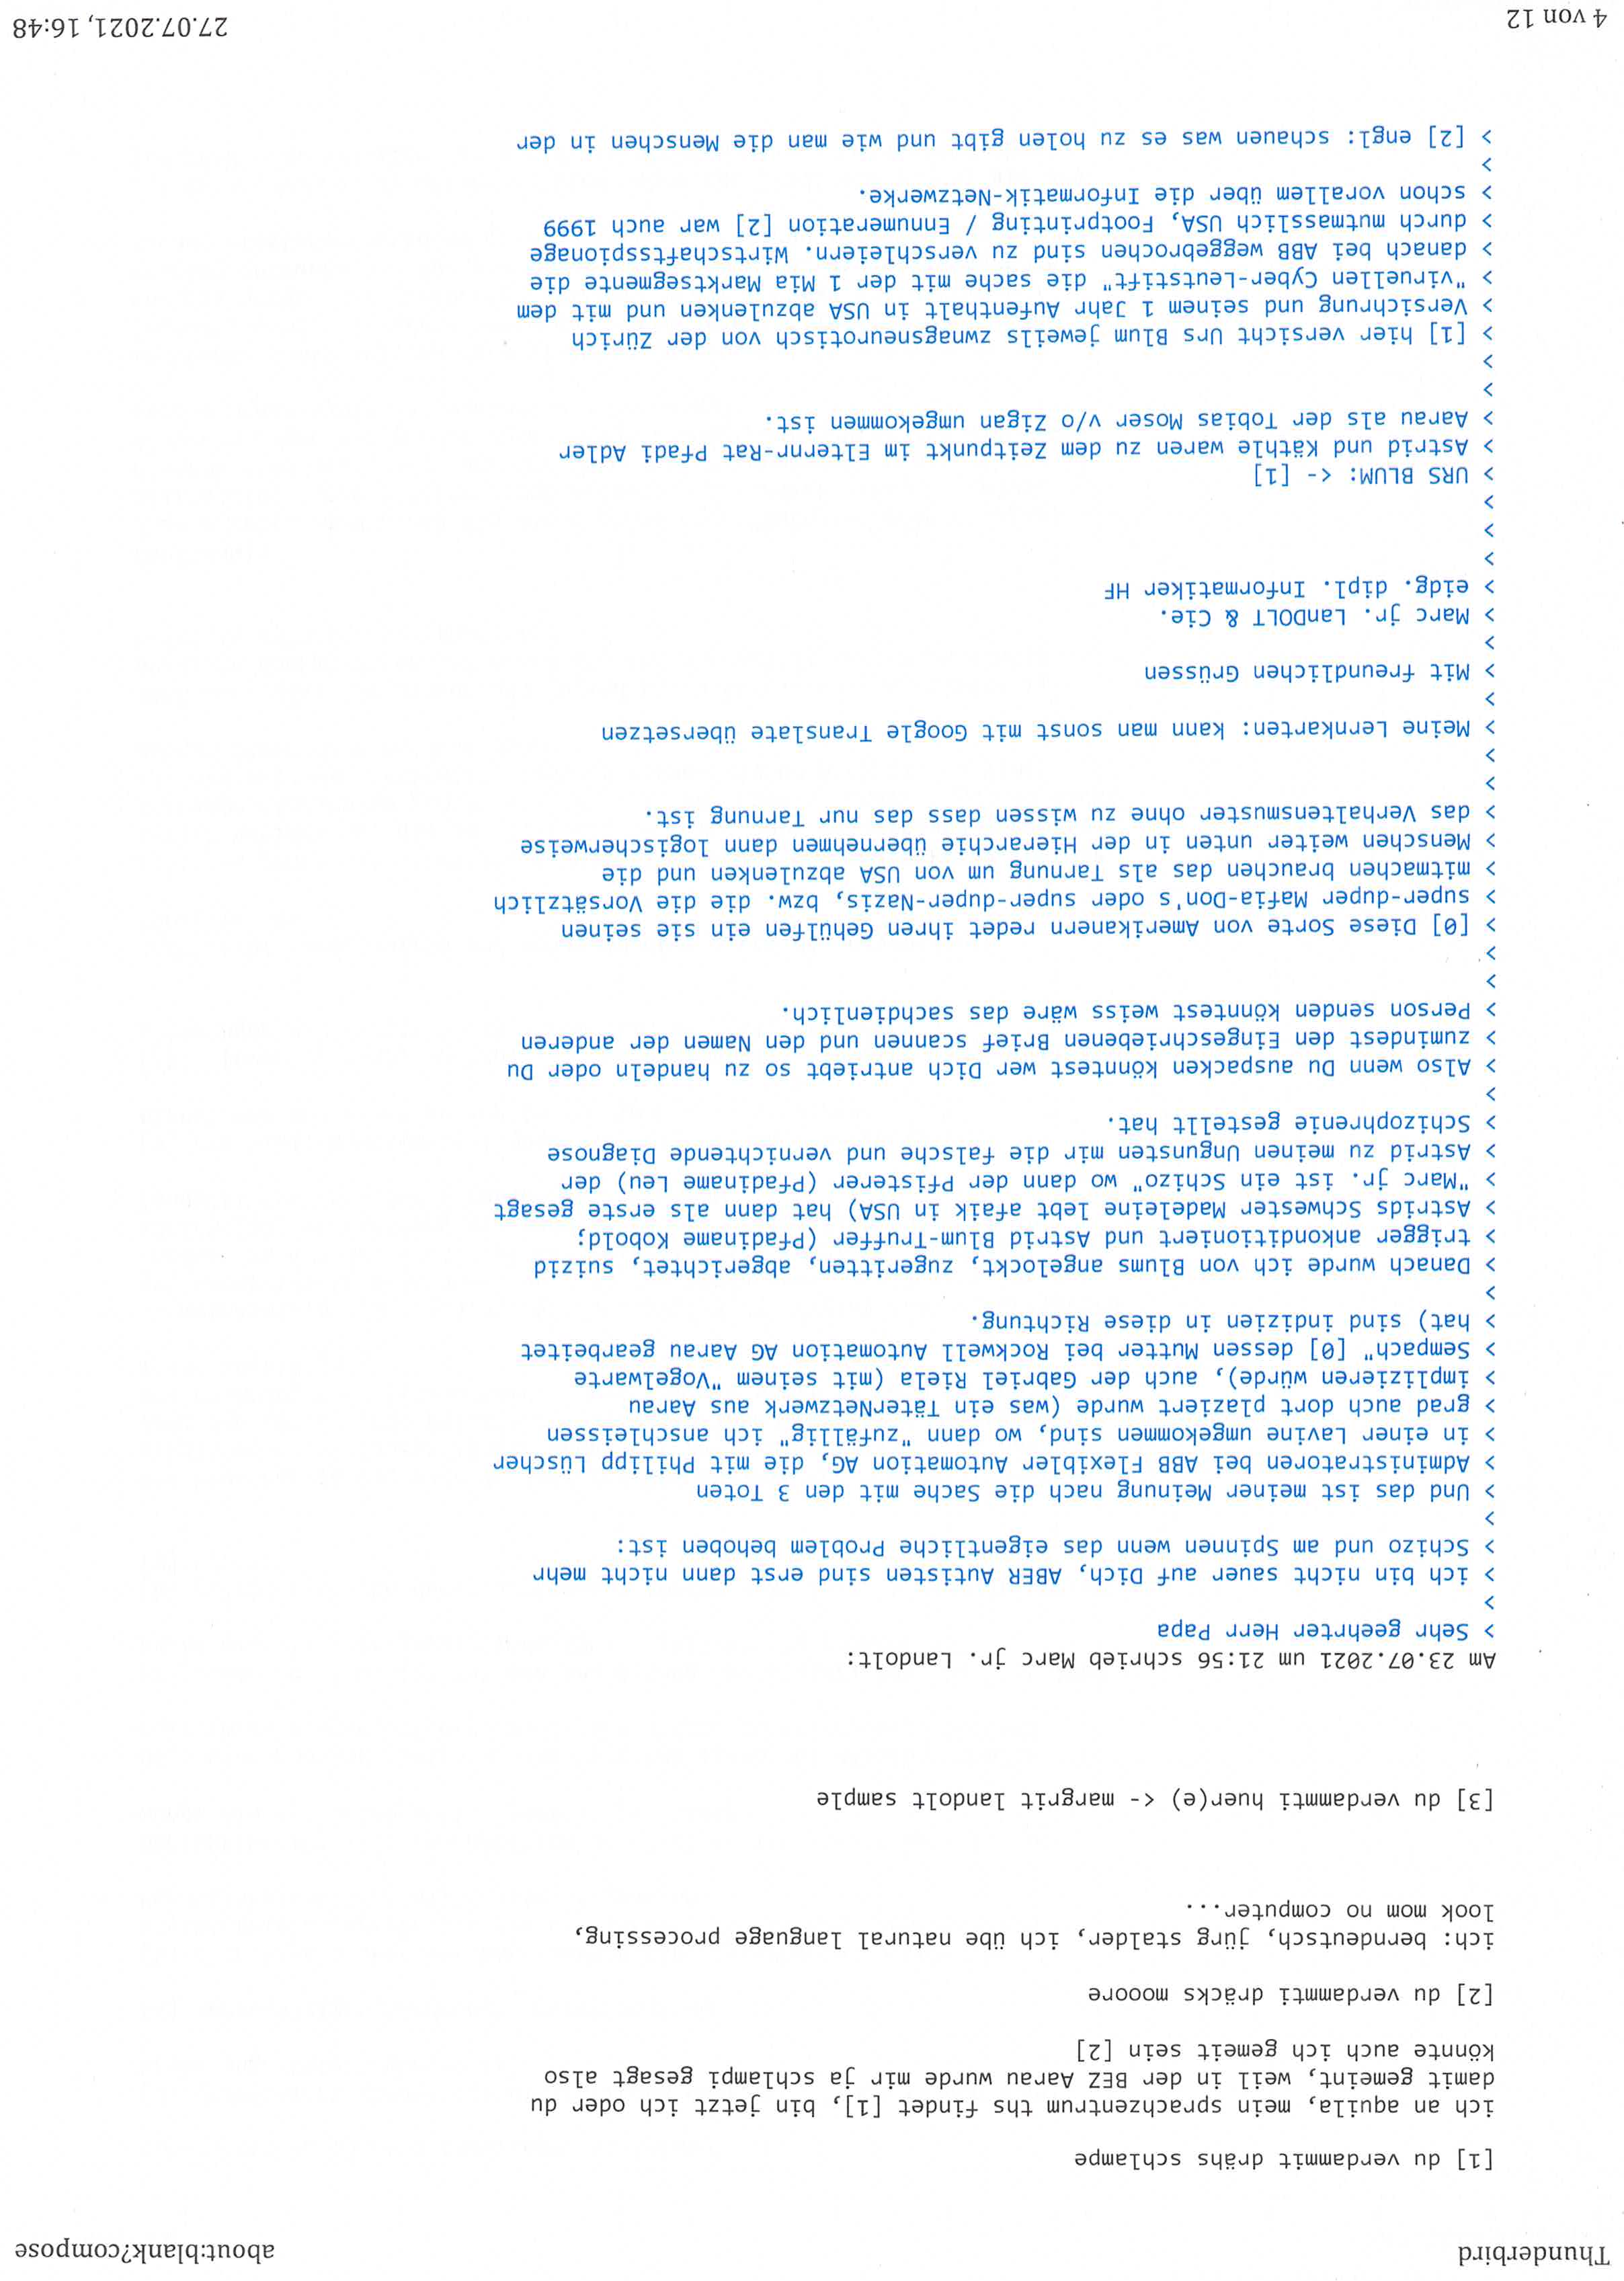 Thunderbird
about:blank?compose
[1] du verdammit drähs schlampe
ich an aquila, mein sprachzentrum ths findet [1], bin jetzt ich oder du
damit gemeint, weil in der BEZ Aarau wurde mir ja schlampi gesagt also
könnte auch ich gemeit sein [2]
[2] du verdammti dräcks mooore
ich: berndeutsch, jürg stalder, ich übe natural language processing,
look mom no computer...
[3] du verdammti huer(e) <- margrit landolt sample
Am 23.07.2021 um 21:56 schrieb Marc jr. Landolt:
> Sehr geehrter Herr Papa
>
> ich bin nicht sauer auf Dich, ABER Autisten sind erst dann nicht mehr
> Schizo und am Spinnen wenn das eigentliche Problem behoben ist:
>
> Und das ist meiner Meinung nach die Sache mit den 3 Toten
> Administratoren bei ABB Flexibler Automation AG, die mit Philipp Lüscher
> in einer Lavine umgekommen sind, wo dann "zufällig" ich anschleissen
> grad auch dort plaziert wurde (was ein TäterNetzwerk aus Aarau
> implizieren würde), auch der Gabriel Riela (mit seinem "Vogelwarte
> Sempach" [0] dessen Mutter bei Rockwell Automation AG Aarau gearbeitet
> hat) sind indizien in diese Richtung.
>
> Danach wurde ich von Blums angelockt, zugeritten, abgerichtet, suizid
> trigger ankonditioniert und Astrid Blum-Truffer (Pfadiname Kobold;
> Astrids Schwester Madeleine lebt afaik in USA) hat dann als erste gesagt
> "Marc jr. ist ein Schizo" wo dann der Pfisterer (Pfadiname Leu) der
> Astrid zu meinen Ungunsten mir die falsche und vernichtende Diagnose
> Schizophrenie gestellt hat.
>
> Also wenn Du auspacken könntest wer Dich antriebt so zu handeln oder Du
> zumindest den Eingeschriebenen Brief scannen und den Namen der anderen
> Person senden könntest weiss wäre das sachdienlich.
>
>
> [0] Diese Sorte von Amerikanern redet ihren Gehülfen ein sie seinen
> super-duper Mafia-Don's oder super-duper-Nazis, bzw. die die Vorsätzlich
> mitmachen brauchen das als Tarnung um von USA abzulenken und die
> Menschen weiter unten in der Hierarchie übernehmen dann logischerweise
> das Verhaltensmuster ohne zu wissen dass das nur Tarnung ist.
>
>
> Meine Lernkarten: kann man sonst mit Google Translate übersetzen
>
> Mit freundlichen Grüssen
>
> Marc jr. LanDOLT & Cie.
> eidg. dipl. Informatiker HF
>
>
>
> URS BLUM: <- [1]
> Astrid und Käthle waren zu dem Zeitpunkt im Elternr-Rat Pfadi Adler
> Aarau als der Tobias Moser v/o Zigan umgekommen ist.
>
>
> [1] hier versicht Urs Blum jeweils zwnagsneurotisch von der Zürich
> Versichrung und seinem 1 Jahr Aufenthalt in USA abzulenken und mit dem
> "viruellen Cyber-Leutstift" die sache mit der 1 Mia Marktsegmente die
> danach bei ABB weggebrochen sind zu verschleiern. Wirtschaftsspionage
> durch mutmasslich USA, Footprinting / Ennumeration [2] war auch 1999
> schon vorallem über die Informatik-Netzwerke.
>
> [2] engl: schauen was es zu holen gibt und wie man die Menschen in der
4 von 12
27.07.2021, 16:48